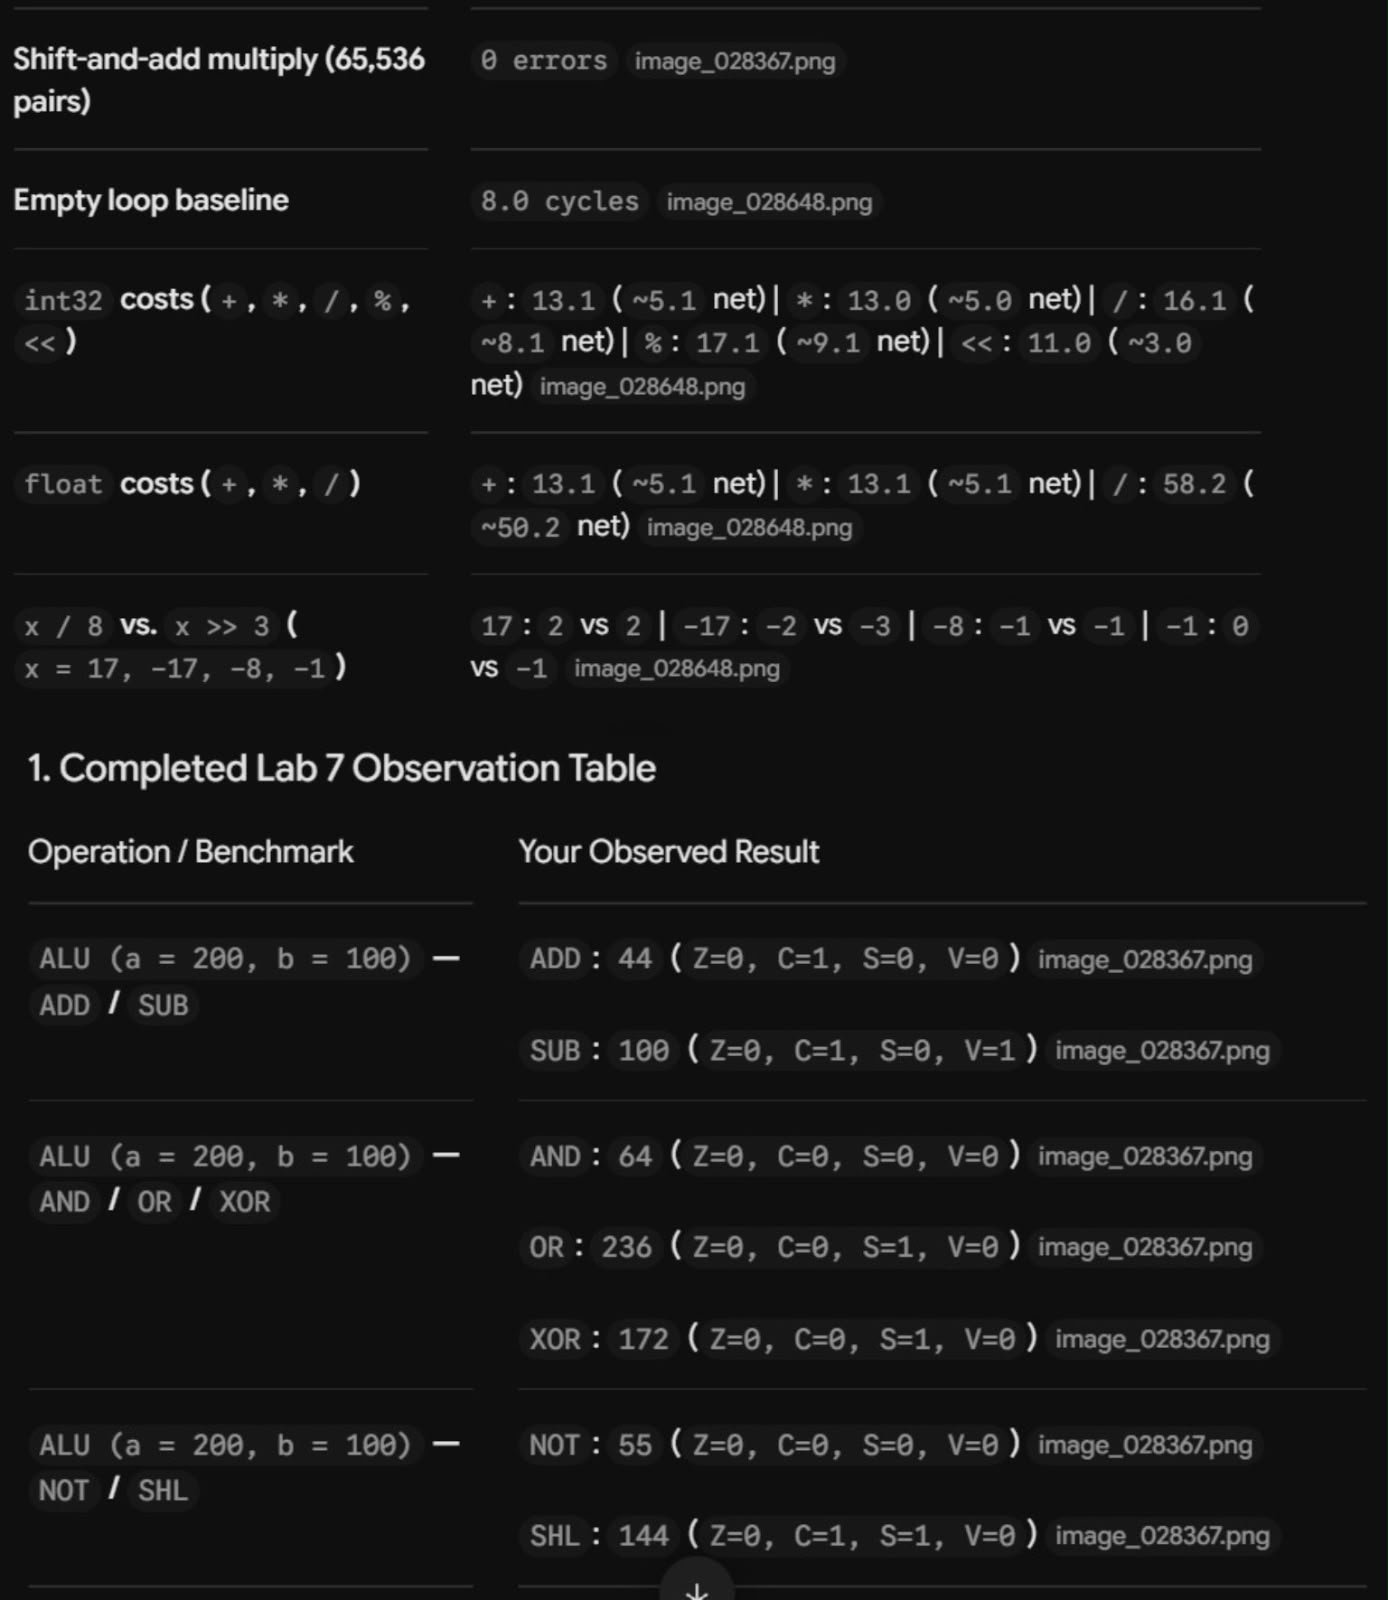 Shift-and-add multiply (65,536 0 errors image_028367.png
pairs)
Empty loop baseline 8.0 cycles image_028648.png
int32 costs ( + , * , / , % , + : 13.1 ( ~5.1 net) | * : 13.0 ( ~5.0 net) | / : 16.1 (
<< ) ~8.1 net) | % : 17.1 ( ~9.1 net) | << : 11.0 ( ~3.0
net) image_028648.png
float costs ( + , * , / ) + : 13.1 ( ~5.1 net) | * : 13.1 ( ~5.1 net) | / : 58.2 (
~50.2 net) image_028648.png
x / 8 vs. x >> 3 ( 17 : 2 vs 2 | -17 : -2 vs -3 | -8 : -1 vs -1 | -1 : 0
x = 17, -17, -8, -1 ) vs -1 image_028648.png
1. Completed Lab 7 Observation Table
Operation / Benchmark Your Observed Result
ALU (a = 200, b = 100) — ADD : 44 ( Z=0, C=1, S=0, V=0 ) image_028367.png
ADD / SUB
SUB : 100 ( Z=0, C=1, S=0, V=1 ) image_028367.png
ALU (a = 200, b = 100) — AND : 64 ( Z=0, C=0, S=0, V=0 ) image_028367.png
AND / OR / XOR
OR : 236 ( Z=0, C=0, S=1, V=0 ) image_028367.png
XOR : 172 ( Z=0, C=0, S=1, V=0 ) image_028367.png
ALU (a = 200, b = 100) — NOT : 55 ( Z=0, C=0, S=0, V=0 ) image_028367.png
NOT / SHL
SHL : 144 ( Z=0, C=1, S=1, V=0 ) image_028367.png